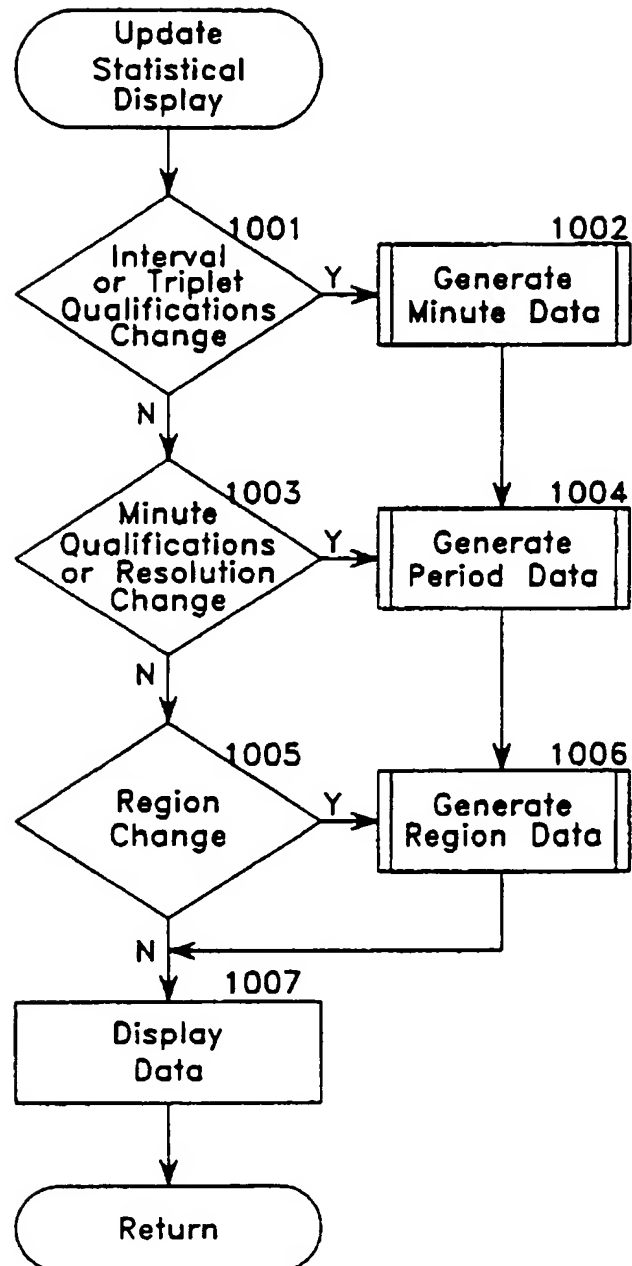 Update
Statistical
Display
1001
Interval
or Triplet
Qualifications
Change
Y
N
1002
Generate
Minute Data
1003
Minute
Qualifications
or Resolution
Change
Y
N
1004
Generate
Period Data
1005
Region
Change
Y
N
1006
Generate
Region Data
1007
Display
Data
Return